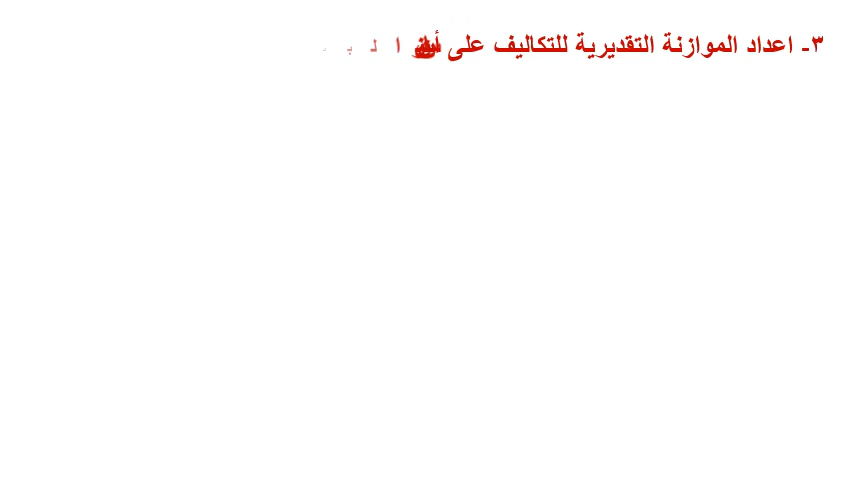 ٣- اعداد الموازنة التقديرية للتكاليف على